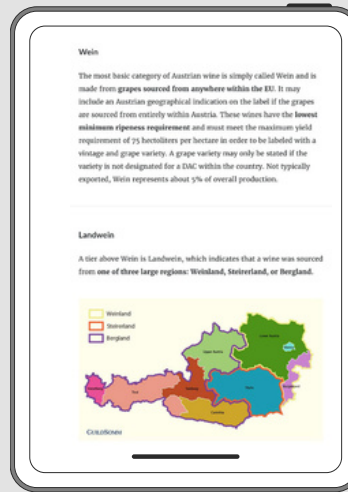 Wein
The most basic category of Austrian wine is simply called Wein and is
made from grapes sourced from anywhere within the EU. It may
include an Austrian geographical indication on the label if the grapes
are sourced from entirely within Austria. These wines have the lowest
minimum ripeness requirement and must meet the maximum yield
requirement of 75 hectoliters per hectare in order to be labeled with a
vintage and grape variety. A grape variety may only be stated if the
variety is not designated for a DAC within the country. Not typically
exported, Wein represents about 5% of overall production.
Landwein
A tier above Wein is Landwein, which indicates that a wine was sourced
from one of three large regions: Weinland, Steirerland, or Bergland.
Weinland
Steirerland
Bergland
Lower Austria
Upper Austria
Tirol
GuildSomm